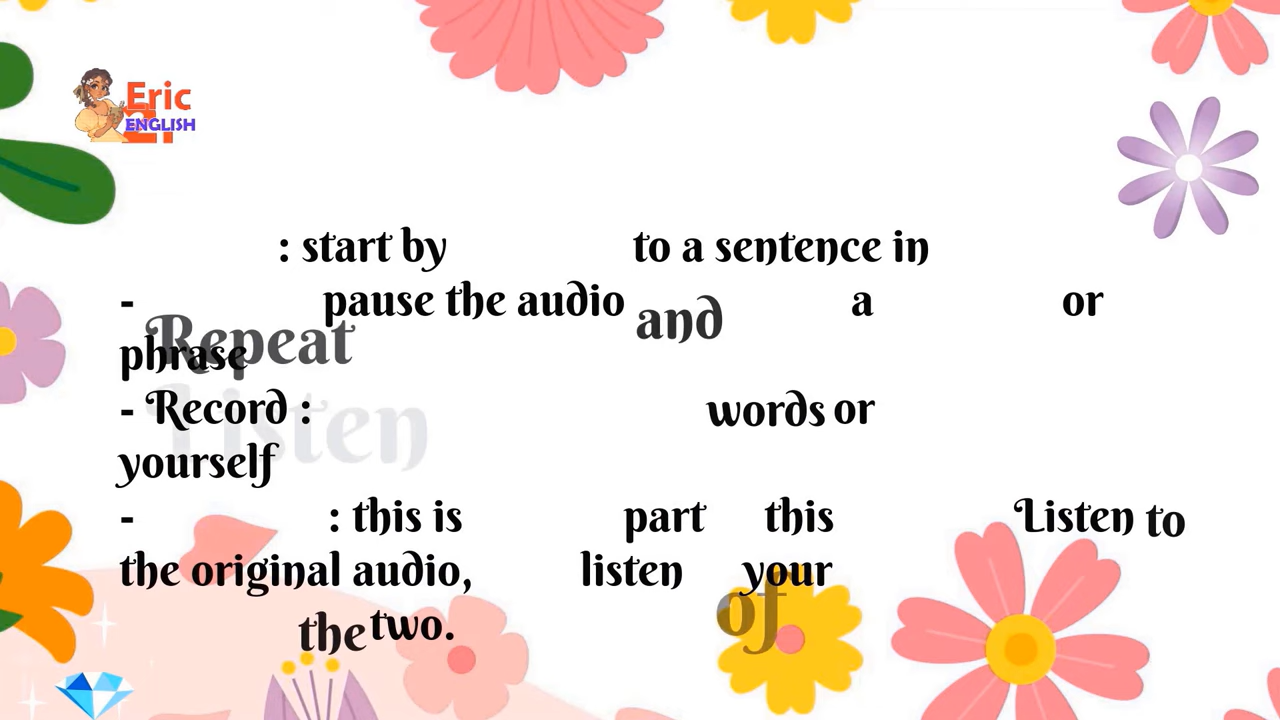 Eric
ENGLISH
: start by to a sentence in
- pause the audio and a or
Repeat
phrase
- Record : words or
Listen
yourself
- : this is part this Listen to
the original audio, listen your
of
the two.